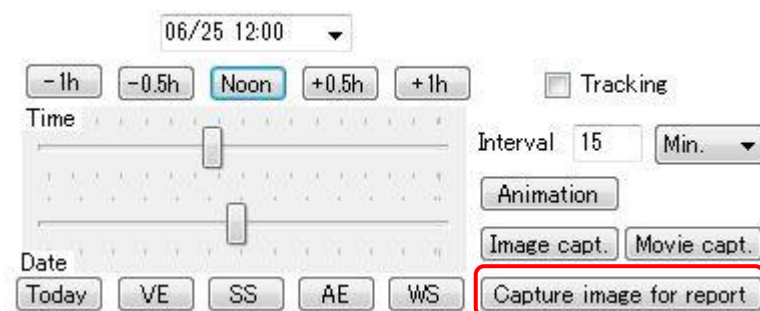 06/25 12:00
-1h -0.5h Noon +0.5h +1h Tracking
Time
Interval 15 Min.
Animation
Image capt. Movie capt.
Date
Today VE SS AE WS Capture image for report